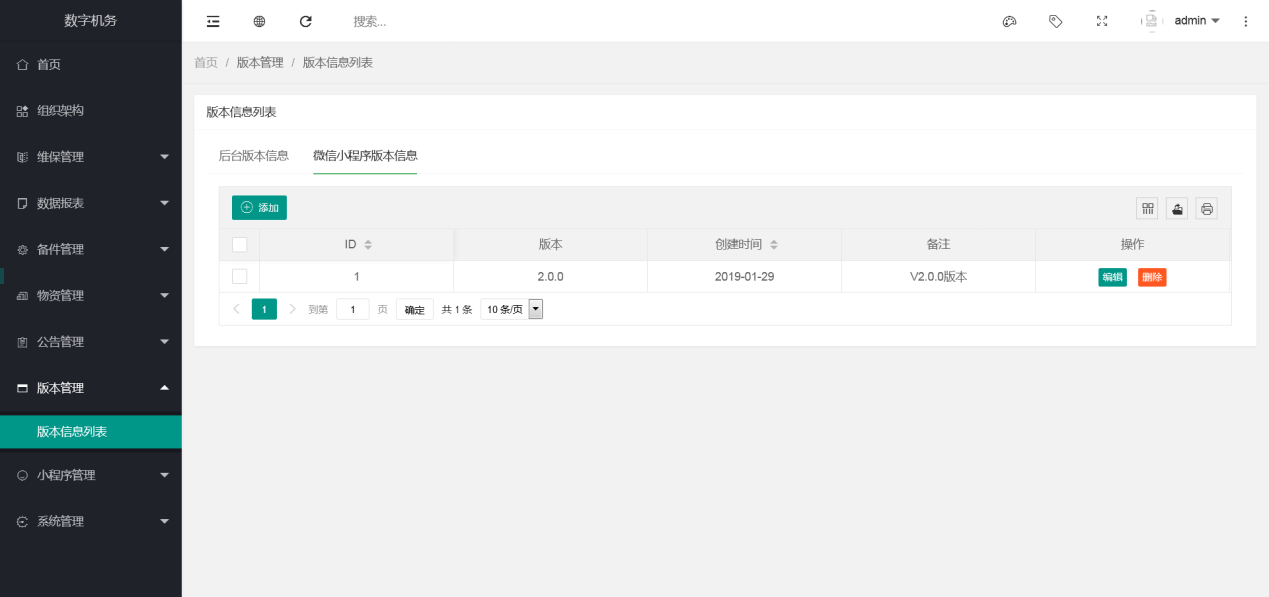 数字机务
搜索...
admin
首页
组织架构
维保管理
数据报表
备件管理
物资管理
公告管理
版本管理
版本信息列表
小程序管理
系统管理
首页 / 版本管理 / 版本信息列表
版本信息列表
后台版本信息 微信小程序版本信息
添加
ID 版本 创建时间 备注 操作
1 2.0.0 2019-01-29 V2.0.0版本 编辑 删除
1 到第 1 页 确定 共 1 条 10 条/页